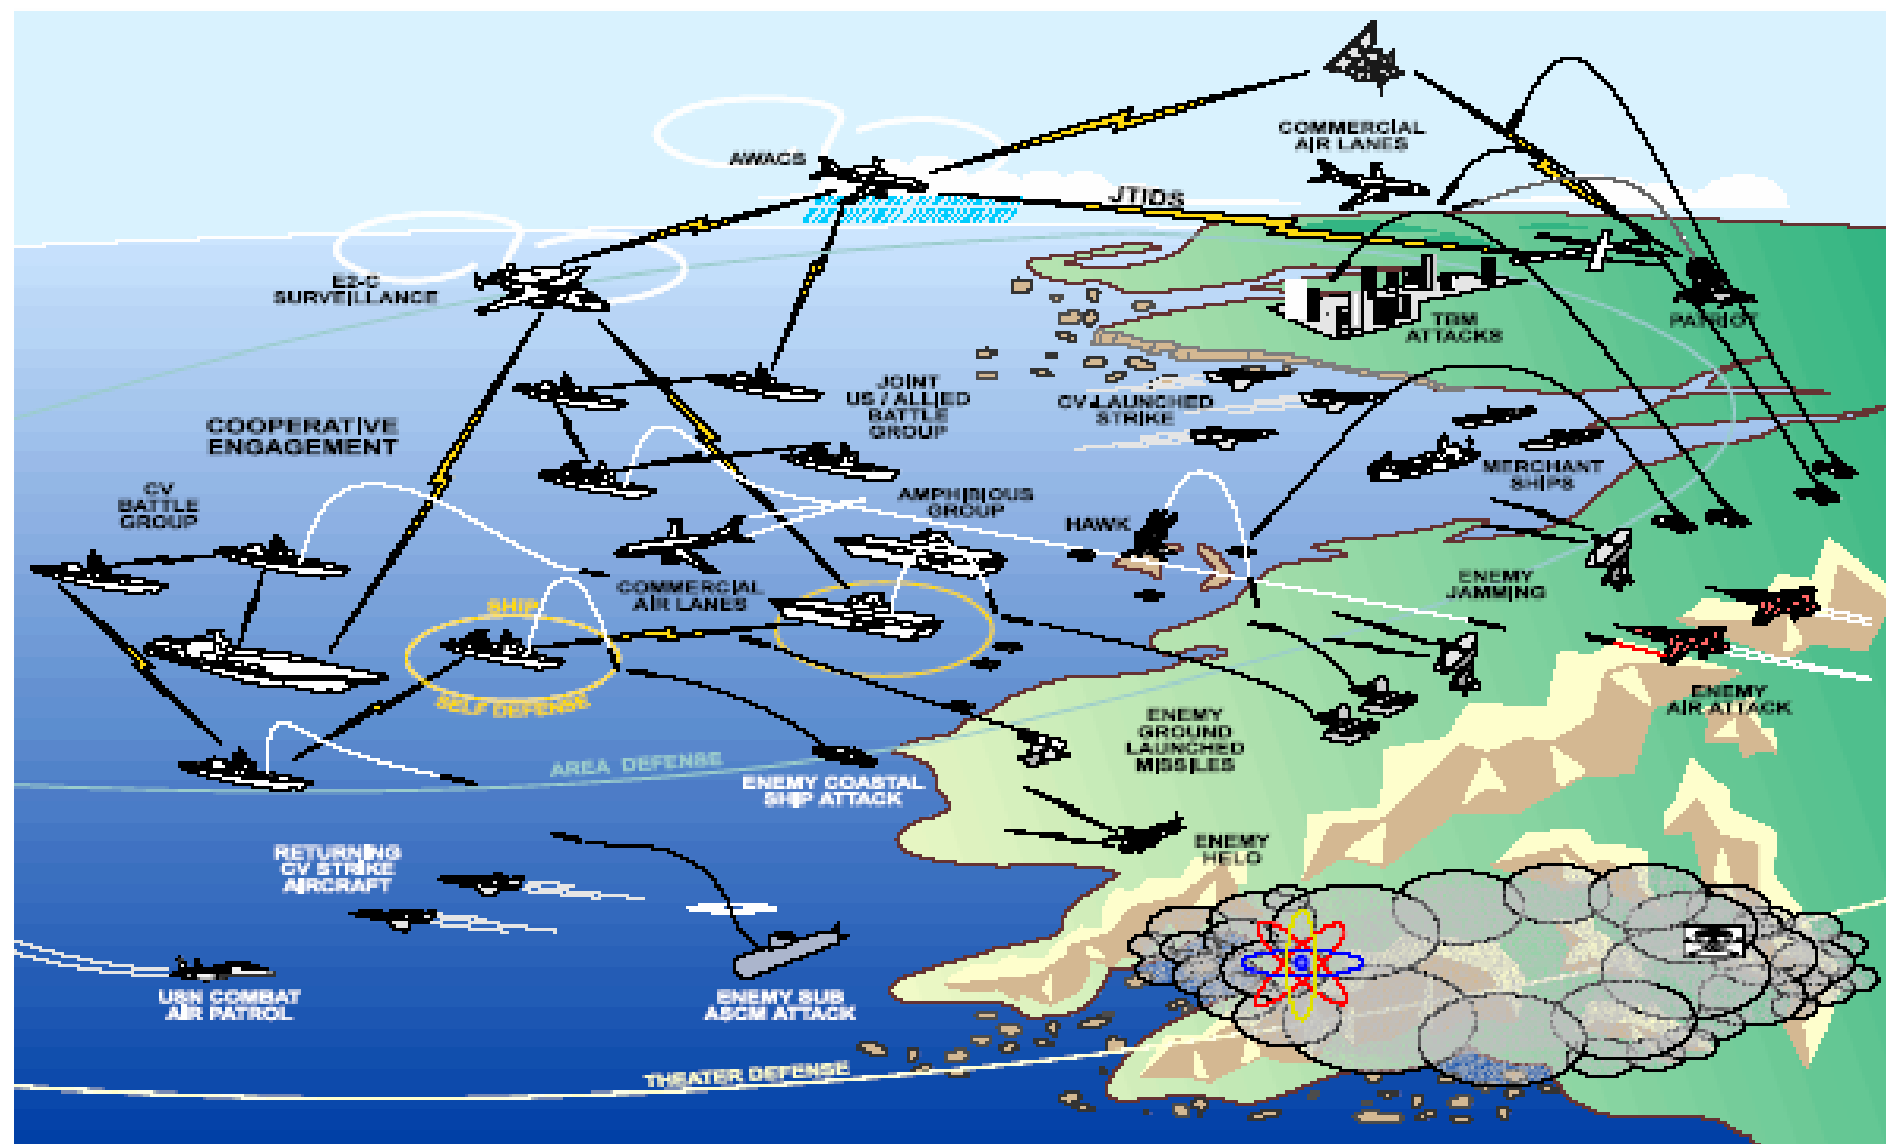 COMMERCIAL
AIR LANES
AWACS
JTIDS
E2-C
SURVEILLANCE
TBM
ATTACKS
PATRIOT
JOINT
US / ALLIED
BATTLE
GROUP
CV-LAUNCHED
STRIKE
COOPERATIVE
ENGAGEMENT
MERCHANT
SHIPS
CV
BATTLE
GROUP
AMPHIBIOUS
GROUP
HAWK
COMMERCIAL
AIR LANES
ENEMY
JAMMING
SHIP
SELF DEFENSE
ENEMY
AIR ATTACK
ENEMY
GROUND
LAUNCHED
MISSILES
AREA DEFENSE
ENEMY COASTAL
SHIP ATTACK
ENEMY
HELO
RETURNING
CV STRIKE
AIRCRAFT
USN COMBAT
AIR PATROL
ENEMY SUB
ASCM ATTACK
THEATER DEFENSE